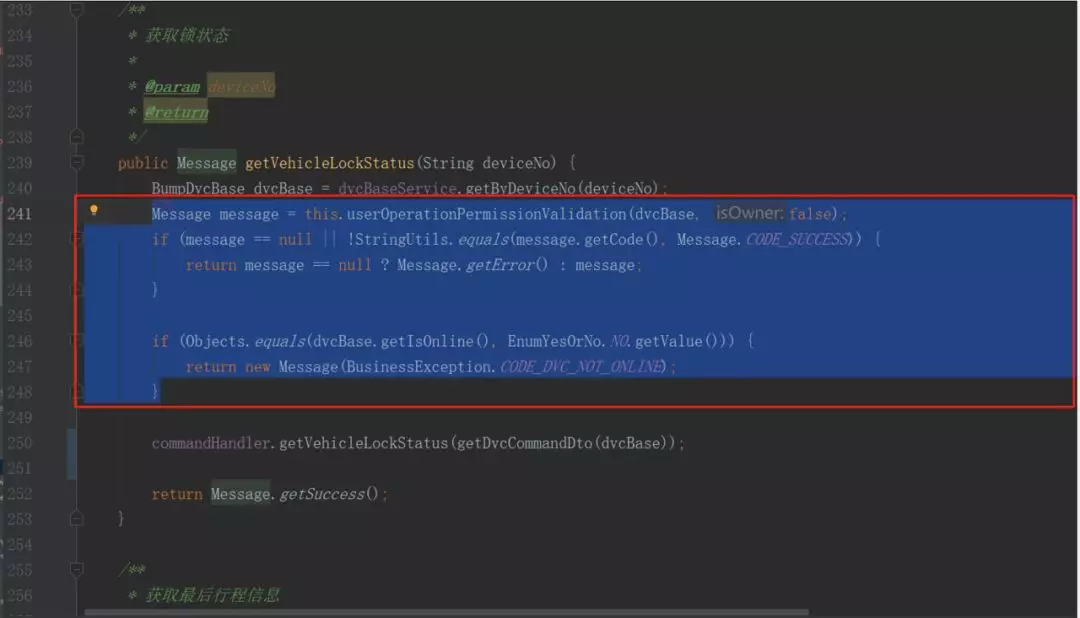 233 /**
234 * 获取锁状态
235 *
236 * @param deviceNo
237 * @return
238 */
239 public Message getVehicleLockStatus(String deviceNo) {
240 BumpDvcBase dvcBase = dvcBaseService.getByDeviceNo(deviceNo);
241 Message message = this.userOperationPermissionValidation(dvcBase, isOwner: false);
242 if (message == null || !StringUtils.equals(message.getCode(), Message.CODE_SUCCESS)) {
243 return message == null ? Message.getError() : message;
244 }
245
246 if (Objects.equals(dvcBase.getIsOnline(), EnumYesOrNo.NO.getValue())) {
247 return new Message(BusinessException.CODE_DVC_NOT_ONLINE);
248 }
249
250 commandHandler.getVehicleLockStatus(getDvcCommandDto(dvcBase));
251
252 return Message.getSuccess();
253 }
254
255 /**
256 * 获取最后行程信息